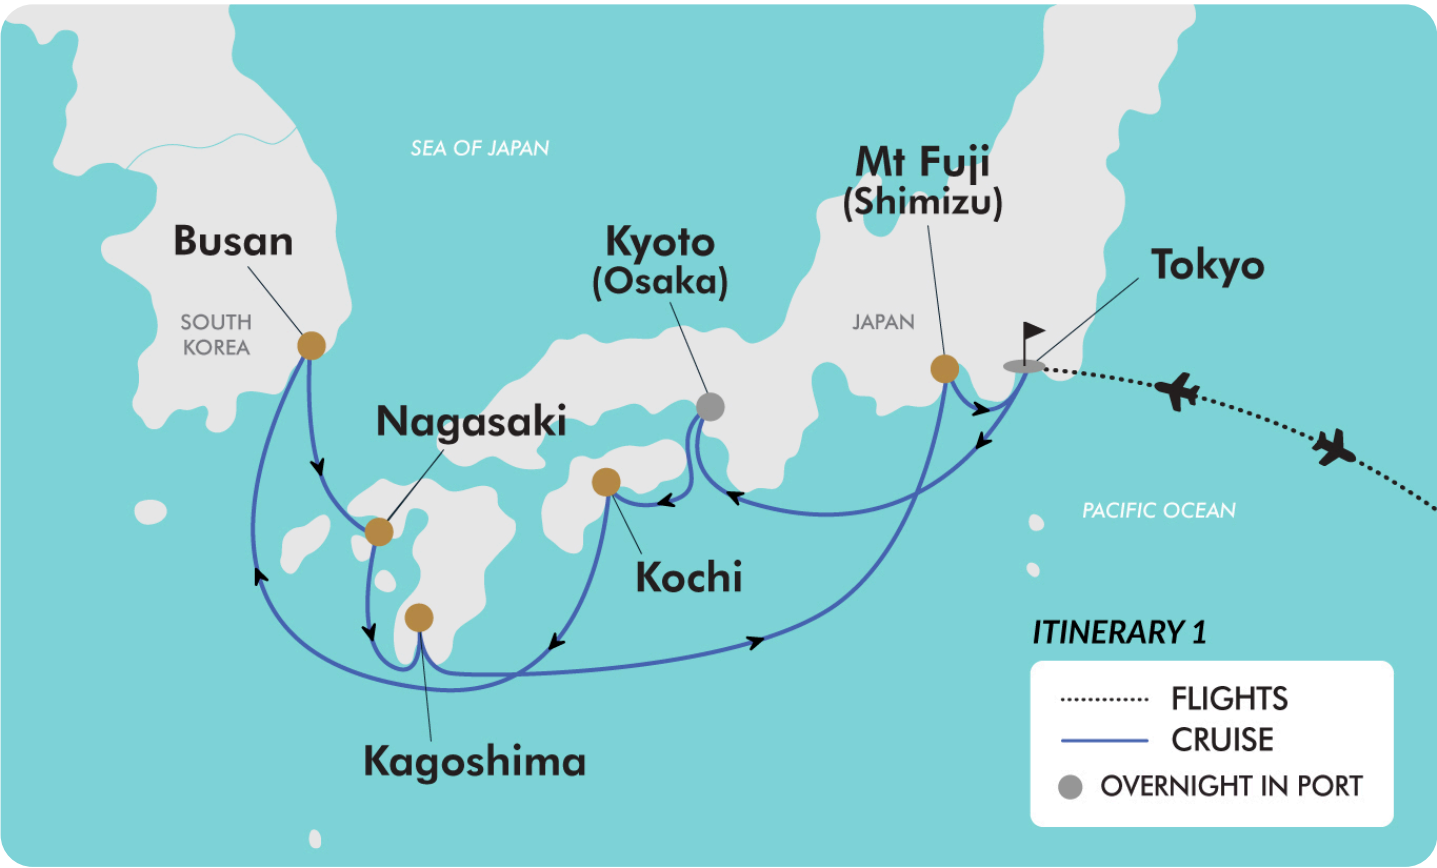 SEA OF JAPAN
Mt Fuji
(Shimizu)
Busan
Kyoto
(Osaka)
Tokyo
SOUTH
KOREA
JAPAN
Nagasaki
PACIFIC OCEAN
Kochi
Kagoshima
ITINERARY 1
FLIGHTS
CRUISE
OVERNIGHT IN PORT